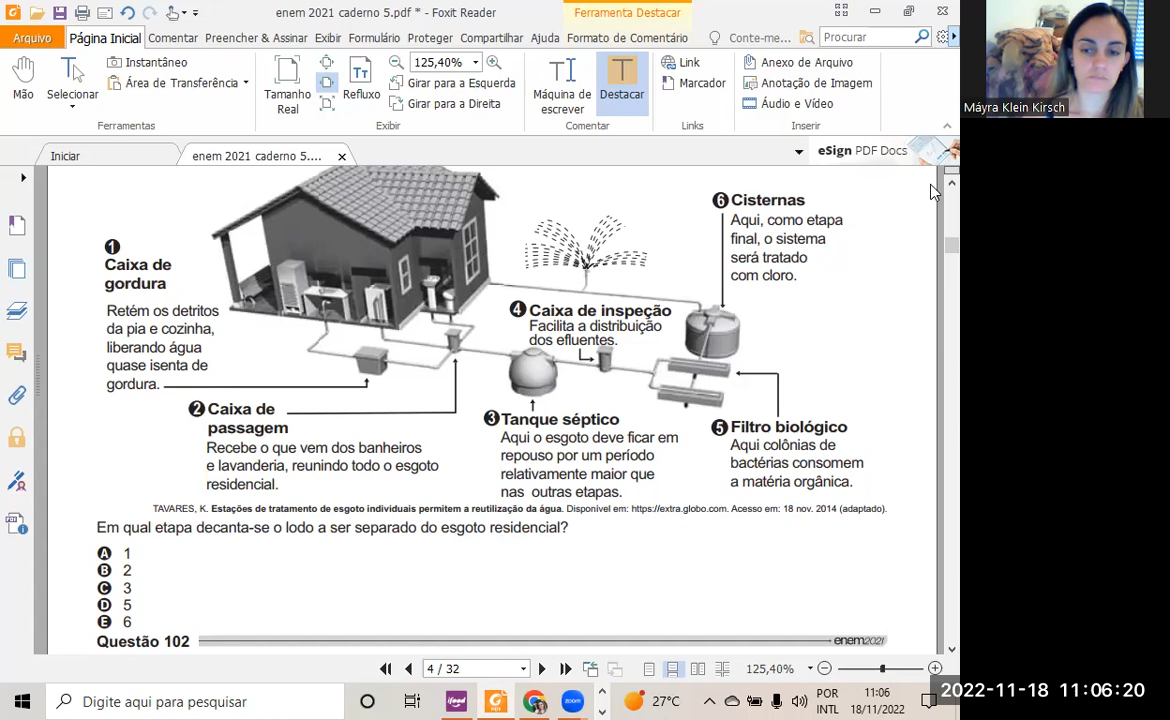 enem 2021 caderno 5.pdf * - Foxit Reader
Ferramenta Destacar
Arquivo
Página Inicial
Comentar
Preencher & Assinar
Exibir
Formulário
Proteger
Compartilhar
Ajuda
Formato de Comentário
Conte-me...
Procurar
Mão
Selecionar
Instantâneo
Área de Transferência
Ferramentas
Tamanho
Real
Refluxo
125,40%
Girar para a Esquerda
Girar para a Direita
Exibir
Máquina de
escrever
Destacar
Comentar
Link
Marcador
Links
Anexo de Arquivo
Anotação de Imagem
Áudio e Vídeo
Inserir
Máyra Klein Kirsch
Iniciar
enem 2021 caderno 5....
eSign PDF Docs
1
Caixa de
gordura
Retém os detritos
da pia e cozinha,
liberando água
quase isenta de
gordura.
2 Caixa de
passagem
Recebe o que vem dos banheiros
e lavanderia, reunindo todo o esgoto
residencial.
3 Tanque séptico
Aqui o esgoto deve ficar em
repouso por um período
relativamente maior que
nas outras etapas.
4 Caixa de inspeção
Facilita a distribuição
dos efluentes.
5 Filtro biológico
Aqui colônias de
bactérias consomem
a matéria orgânica.
6 Cisternas
Aqui, como etapa
final, o sistema
será tratado
com cloro.
TAVARES, K. Estações de tratamento de esgoto individuais permitem a reutilização da água. Disponível em: https://extra.globo.com. Acesso em: 18 nov. 2014 (adaptado).
Em qual etapa decanta-se o lodo a ser separado do esgoto residencial?
A 1
B 2
C 3
D 5
E 6
Questão 102
enem2021
4 / 32
125,40%
Digite aqui para pesquisar
zoom
27°C
POR
INTL
11:06
18/11/2022
2022-11-18 11:06:20